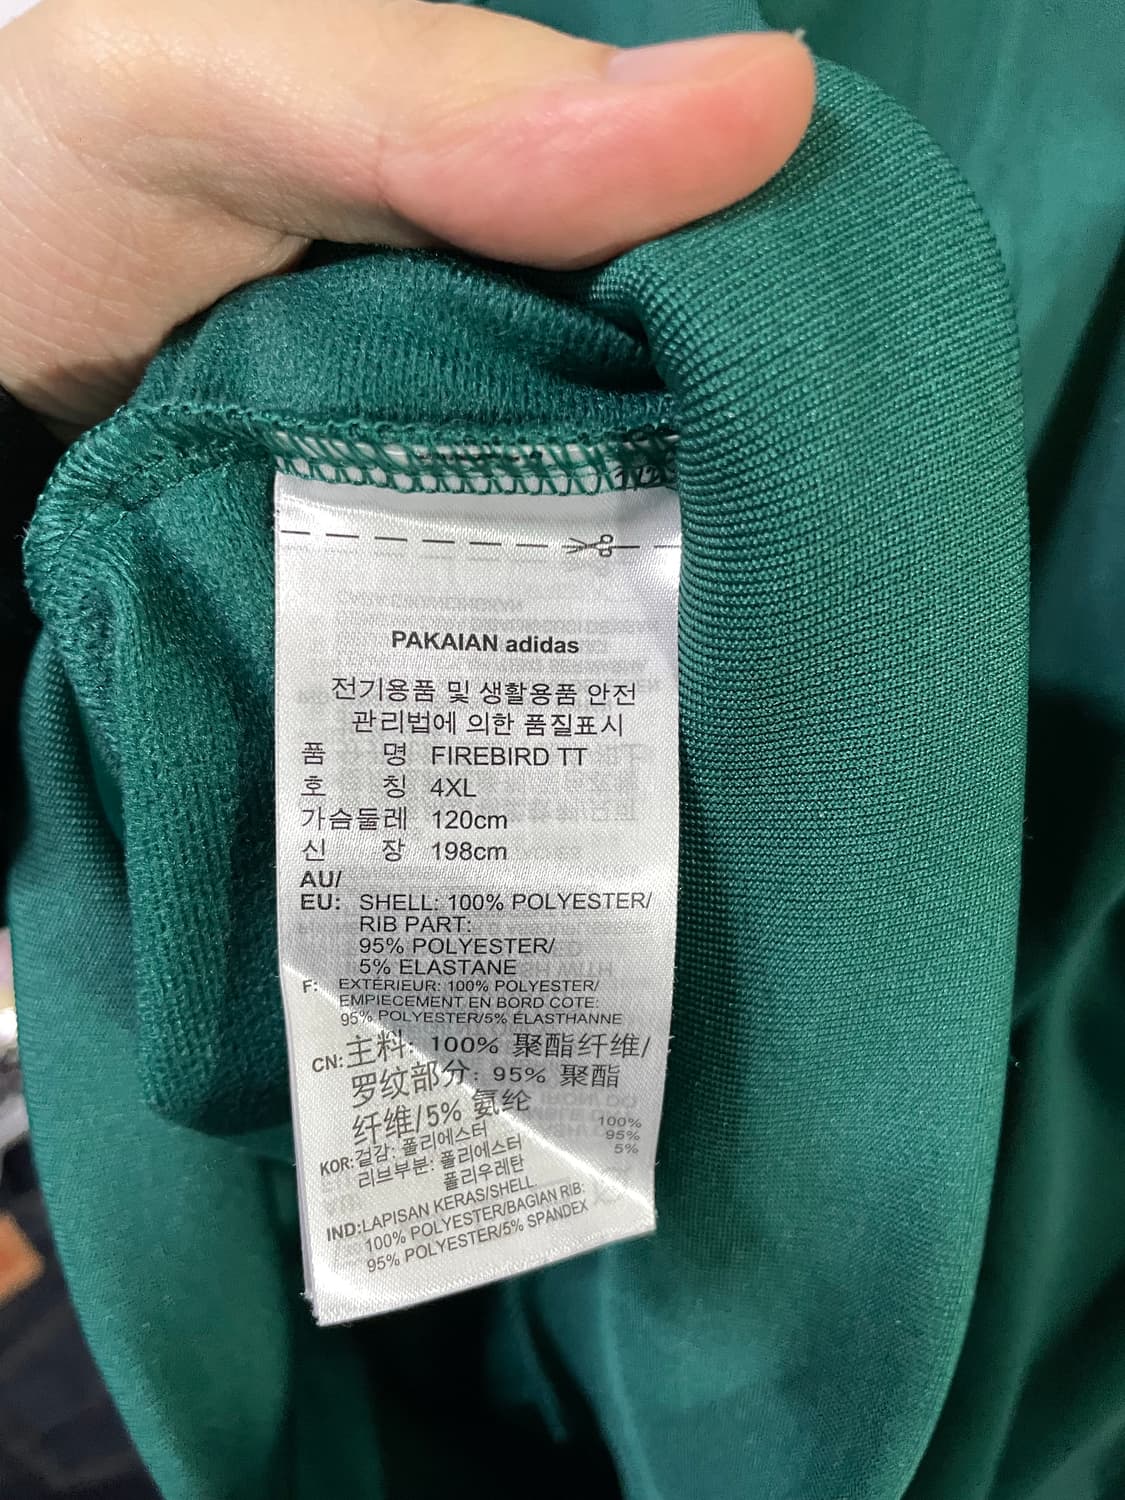 PAKAIAN adidas
전기용품 및 생활용품 안전
관리법에 의한 품질표시
품 명 FIREBIRD TT
호 칭 4XL
가슴둘레 120cm
신 장 198cm
AU/
EU: SHELL: 100% POLYESTER/
RIB PART:
95% POLYESTER/
5% ELASTANE
F: EXTÉRIEUR: 100% POLYESTER/
EMPIECEMENT EN BORD COTE:
95% POLYESTER/5% ÉLASTHANNE
CN: 主料: 100% 聚酯纤维/
罗纹部分: 95% 聚酯
纤维/5% 氨纶
KOR: 겉감: 폴리에스터 100%
리브부분: 폴리에스터 95%
폴리우레탄 5%
IND: LAPISAN KERAS/SHELL:
100% POLYESTER/BAGIAN RIB:
95% POLYESTER/5% SPANDEX